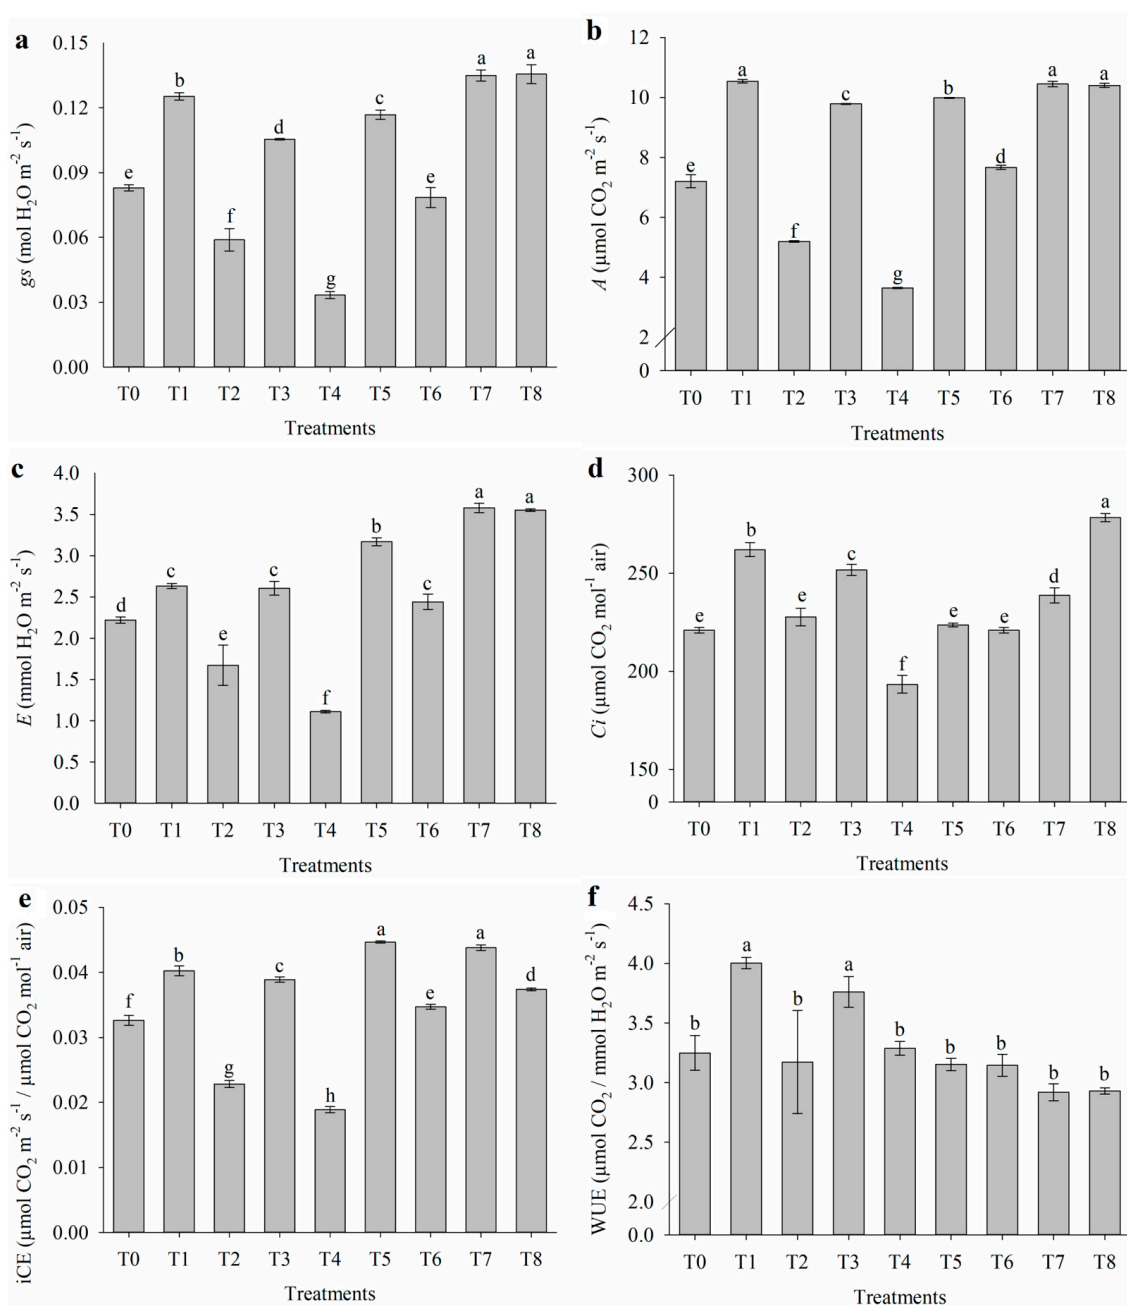 a
gs (mol H2O m-2 s-1)
0.15
0.12
0.09
0.06
0.03
0.00
e
b
f
d
g
c
e
a
a
T0 T1 T2 T3 T4 T5 T6 T7 T8
Treatments
b
A (µmol CO2 m-2 s-1)
12
10
8
6
4
2
0
e
a
f
c
g
b
d
a
a
T0 T1 T2 T3 T4 T5 T6 T7 T8
Treatments
c
E (mmol H2O m-2 s-1)
4.0
3.5
3.0
2.5
2.0
1.5
1.0
0.5
0.0
d
c
e
c
f
b
c
a
a
T0 T1 T2 T3 T4 T5 T6 T7 T8
Treatments
d
Ci (µmol CO2 mol-1 air)
300
250
200
150
0
e
b
e
c
f
e
e
d
a
T0 T1 T2 T3 T4 T5 T6 T7 T8
Treatments
e
iCE (µmol CO2 m-2 s-1 / µmol CO2 mol-1 air)
0.05
0.04
0.03
0.02
0.01
0.00
f
b
g
c
h
a
e
a
d
T0 T1 T2 T3 T4 T5 T6 T7 T8
Treatments
f
WUE (µmol CO2 / mmol H2O m-2 s-1)
4.5
4.0
3.5
3.0
2.5
2.0
0.0
b
a
b
a
b
b
b
b
b
T0 T1 T2 T3 T4 T5 T6 T7 T8
Treatments